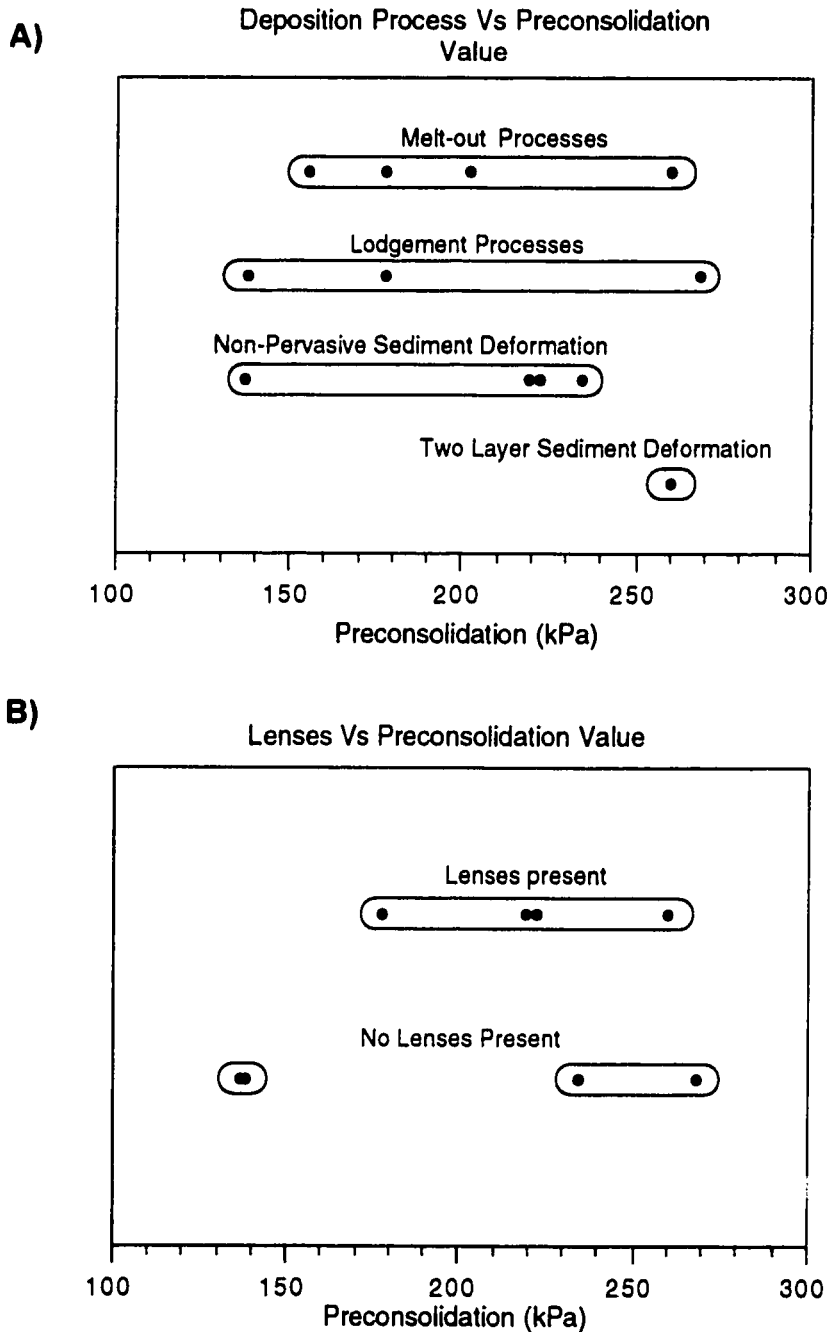 A)
Deposition Process Vs Preconsolidation
Value
Melt-out Processes
Lodgement Processes
Non-Pervasive Sediment Deformation
Two Layer Sediment Deformation
100 150 200 250 300
Preconsolidation (kPa)
B)
Lenses Vs Preconsolidation Value
Lenses present
No Lenses Present
100 150 200 250 300
Preconsolidation (kPa)